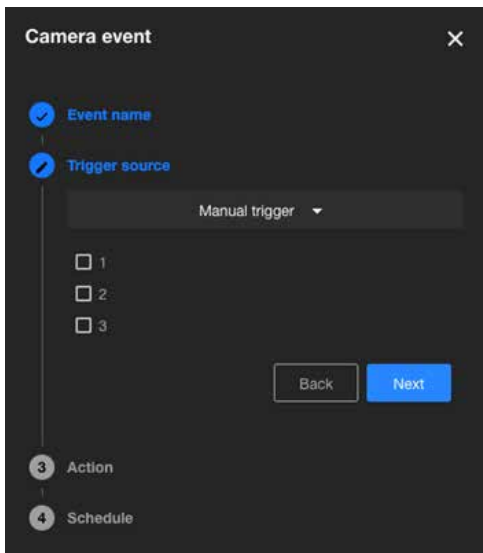 Camera event
Event name
Trigger source
Manual trigger
1
2
3
Back Next
3 Action
4 Schedule